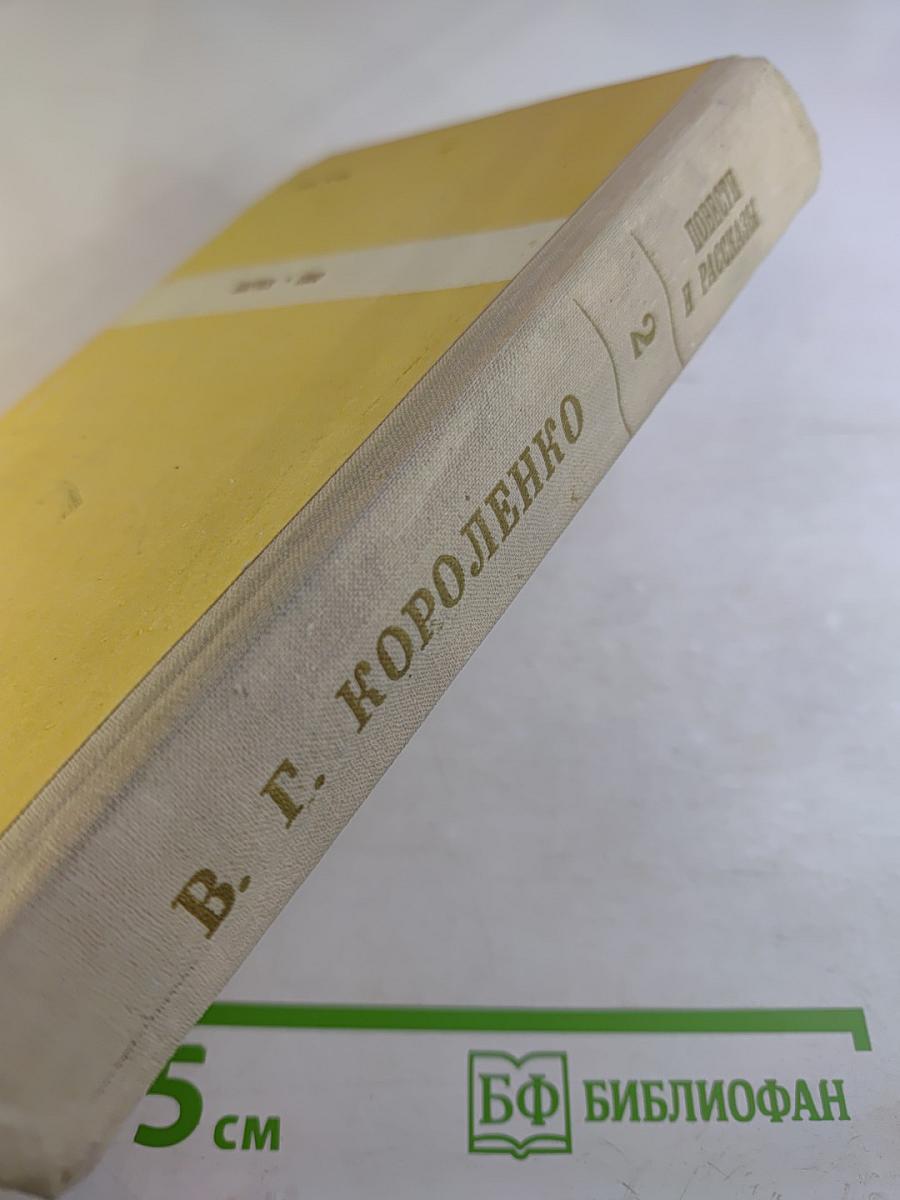 В. Г. КОРОЛЕНКО
2
ПОВЕСТИ
И РАССКАЗЫ
5 см
БФ БИБЛИОФАН